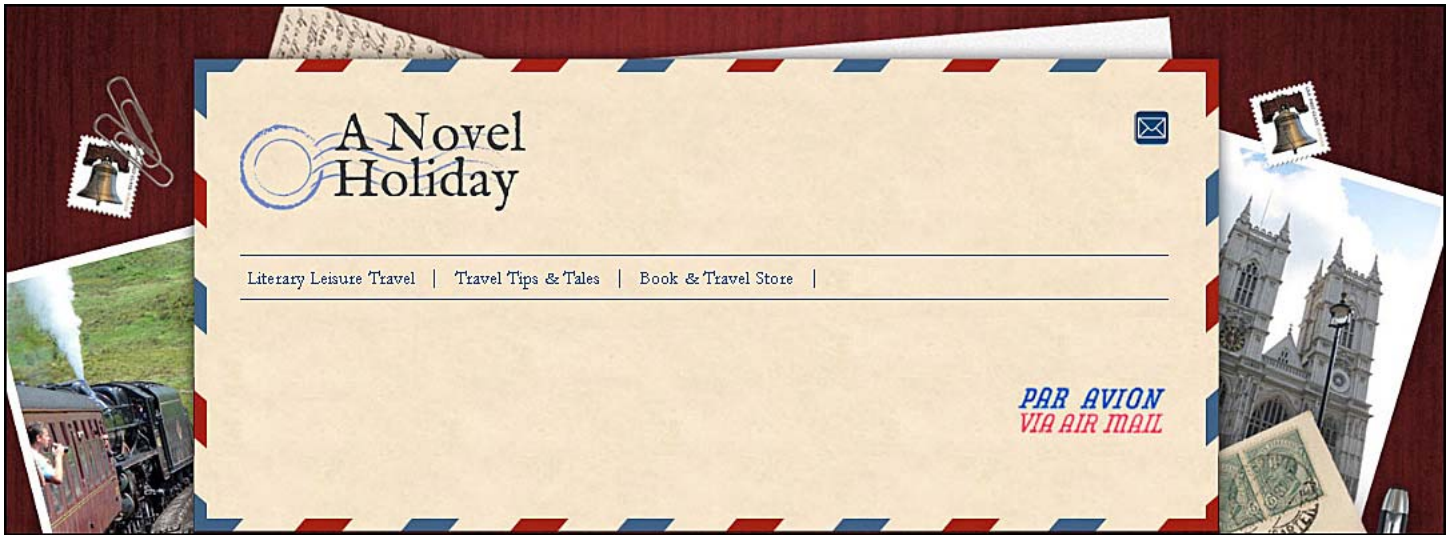 A Novel
Holiday
Literary Leisure Travel | Travel Tips & Tales | Book & Travel Store |
PAR AVION
VIA AIR MAIL